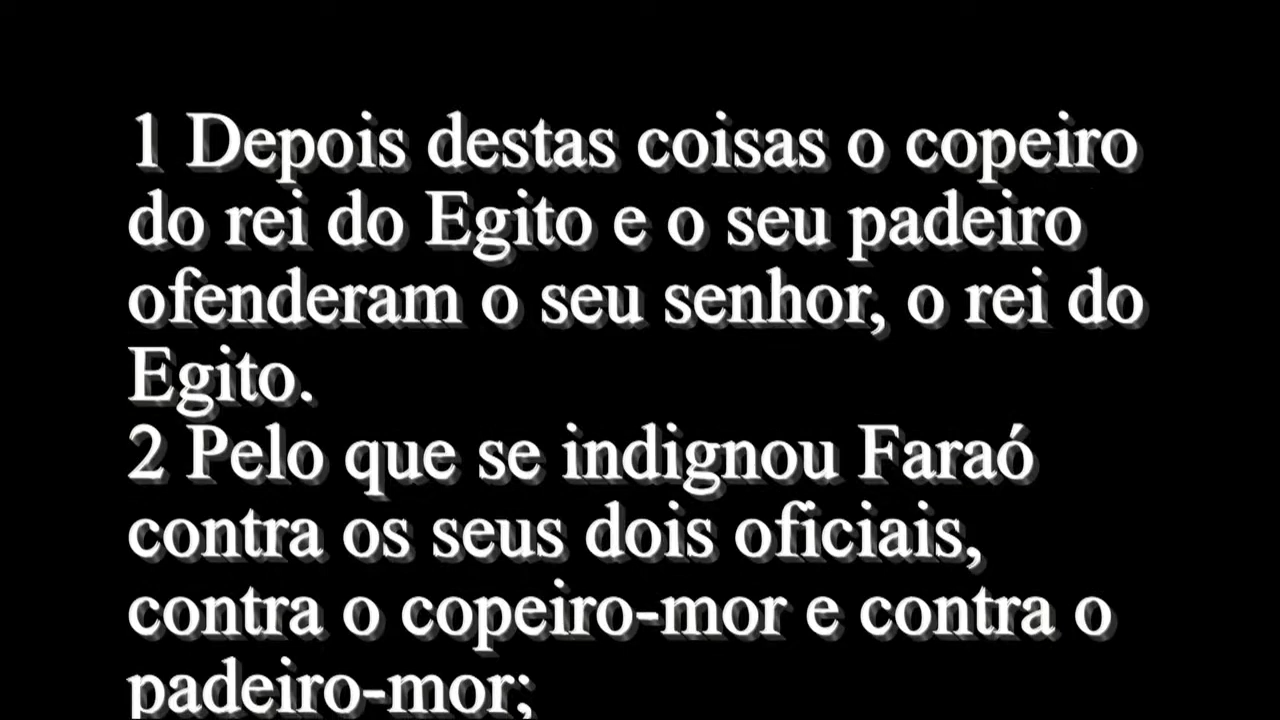 1 Depois destas coisas o copeiro
do rei do Egito e o seu padeiro
ofenderam o seu senhor, o rei do
Egito.
2 Pelo que se indignou Faraó
contra os seus dois oficiais,
contra o copeiro-mor e contra o
padeiro-mor;